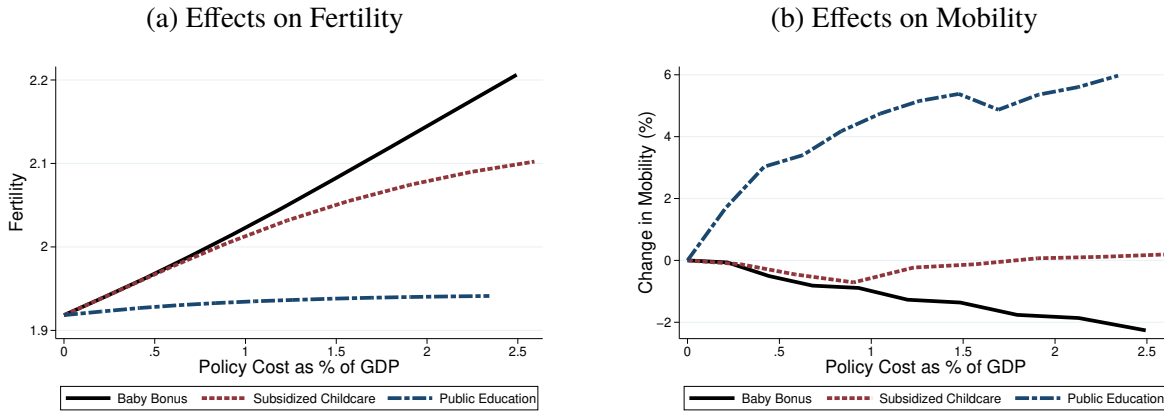 (a) Effects on Fertility
2.2
2.1
2
1.9
Fertility
0 .5 1 1.5 2 2.5
Policy Cost as % of GDP
Baby Bonus Subsidized Childcare Public Education
(b) Effects on Mobility
6
4
2
0
−2
Change in Mobility (%)
0 .5 1 1.5 2 2.5
Policy Cost as % of GDP
Baby Bonus Subsidized Childcare Public Education